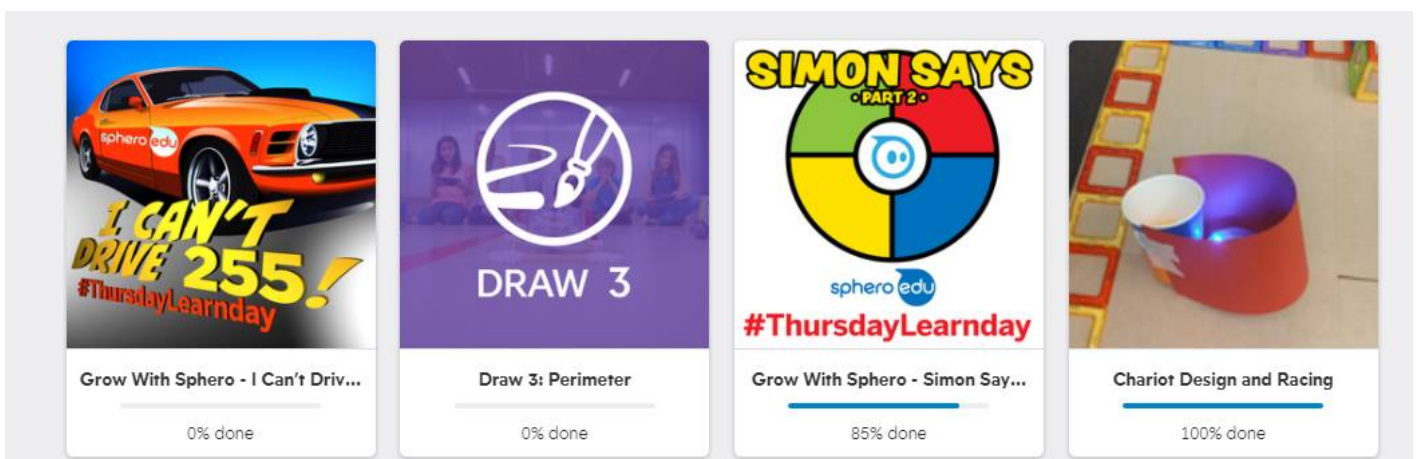 sphero edu
I CAN'T
DRIVE 255!
#ThursdayLearnday
Grow With Sphero - I Can't Driv...
0% done
DRAW 3
Draw 3: Perimeter
0% done
SIMON SAYS
• PART 2 •
sphero edu
#ThursdayLearnday
Grow With Sphero - Simon Say...
85% done
Chariot Design and Racing
100% done